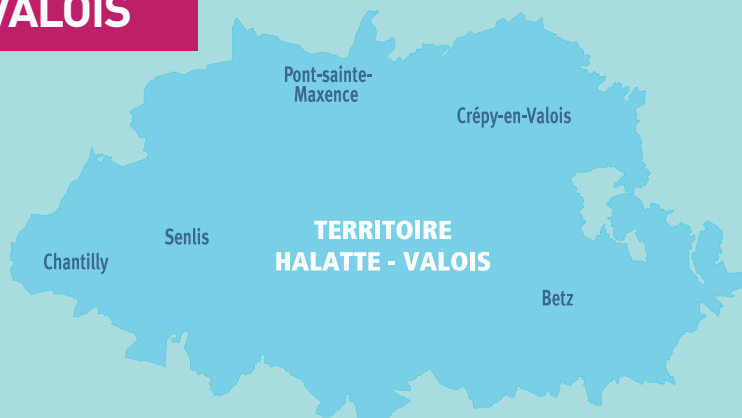 VALOIS
Pont-sainte-
Maxence
Crépy-en-Valois
TERRITOIRE
HALATTE - VALOIS
Senlis
Chantilly
Betz